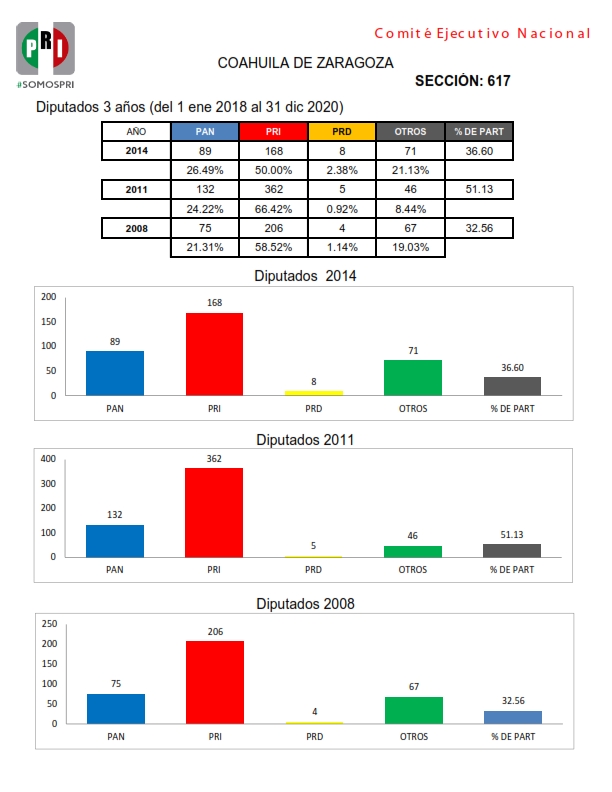 PRI
#SOMOSPRI
Comité Ejecutivo Nacional
COAHUILA DE ZARAGOZA
SECCIÓN: 617
Diputados 3 años (del 1 ene 2018 al 31 dic 2020)
AÑO PAN PRI PRD OTROS % DE PART
2014 89 168 8 71 36.60
26.49% 50.00% 2.38% 21.13%
2011 132 362 5 46 51.13
24.22% 66.42% 0.92% 8.44%
2008 75 206 4 67 32.56
21.31% 58.52% 1.14% 19.03%
Diputados 2014
200
150
100
50
0
89 168 8 71 36.60
PAN PRI PRD OTROS % DE PART
Diputados 2011
400
300
200
100
0
132 362 5 46 51.13
PAN PRI PRD OTROS % DE PART
Diputados 2008
250
200
150
100
50
0
75 206 4 67 32.56
PAN PRI PRD OTROS % DE PART